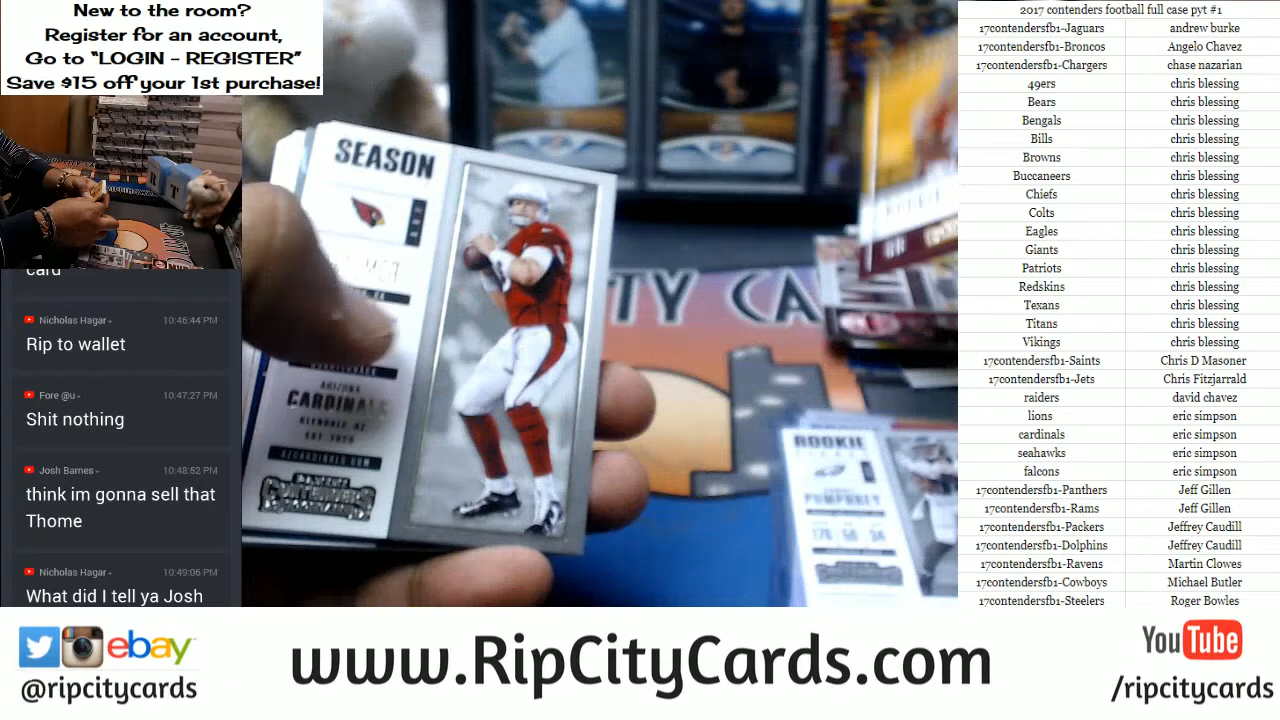 New to the room?
Register for an account,
Go to “LOGIN - REGISTER”
Save $15 off your 1st purchase!
card
Nicholas Hagar
10:46:44 PM
Rip to wallet
Fore @u
10:47:27 PM
Shit nothing
Josh Barnes
10:48:52 PM
think im gonna sell that
Thome
Nicholas Hagar
10:49:06 PM
What did I tell ya Josh
SEASON
ARIZONA
CARDINALS
GLENDALE, AZ
AZCARDINALS.COM
CONTENDERS
TY CA
ROOKIE
PUMPHREY
2017 contenders football full case pyt #1
17contendersfb1-Jaguars andrew burke
17contendersfb1-Broncos Angelo Chavez
17contendersfb1-Chargers chase nazarian
49ers chris blessing
Bears chris blessing
Bengals chris blessing
Bills chris blessing
Browns chris blessing
Buccaneers chris blessing
Chiefs chris blessing
Colts chris blessing
Eagles chris blessing
Giants chris blessing
Patriots chris blessing
Redskins chris blessing
Texans chris blessing
Titans chris blessing
Vikings chris blessing
17contendersfb1-Saints Chris D Masoner
17contendersfb1-Jets Chris Fitzjarrald
raiders david chavez
lions eric simpson
cardinals eric simpson
seahawks eric simpson
falcons eric simpson
17contendersfb1-Panthers Jeff Gillen
17contendersfb1-Rams Jeff Gillen
17contendersfb1-Packers Jeffrey Caudill
17contendersfb1-Dolphins Jeffrey Caudill
17contendersfb1-Ravens Martin Clowes
17contendersfb1-Cowboys Michael Butler
17contendersfb1-Steelers Roger Bowles
ebay
@ripcitycards
www.RipCityCards.com
YouTube
/ripcitycards